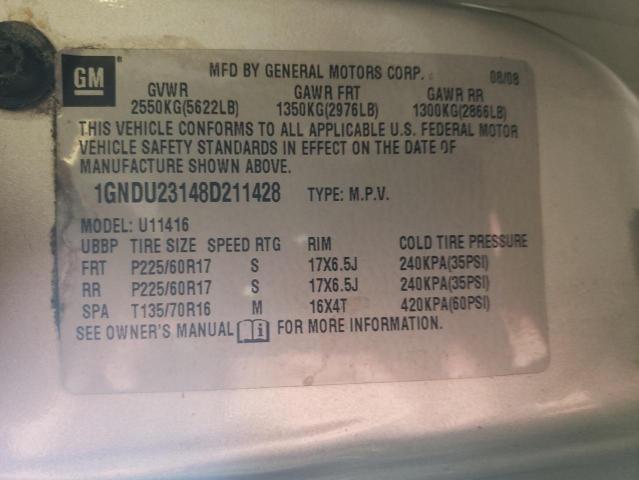 GM
MFD BY GENERAL MOTORS CORP. 08/08
GVWR GAWR FRT GAWR RR
2550KG(5622LB) 1350KG(2976LB) 1300KG(2866LB)
THIS VEHICLE CONFORMS TO ALL APPLICABLE U.S. FEDERAL MOTOR
VEHICLE SAFETY STANDARDS IN EFFECT ON THE DATE OF
MANUFACTURE SHOWN ABOVE.
1GNDU23148D211428 TYPE: M.P.V.
MODEL: U11416
UBBP TIRE SIZE SPEED RTG RIM COLD TIRE PRESSURE
FRT P225/60R17 S 17X6.5J 240KPA(35PSI)
RR P225/60R17 S 17X6.5J 240KPA(35PSI)
SPA T135/70R16 M 16X4T 420KPA(60PSI)
SEE OWNER'S MANUAL i FOR MORE INFORMATION.